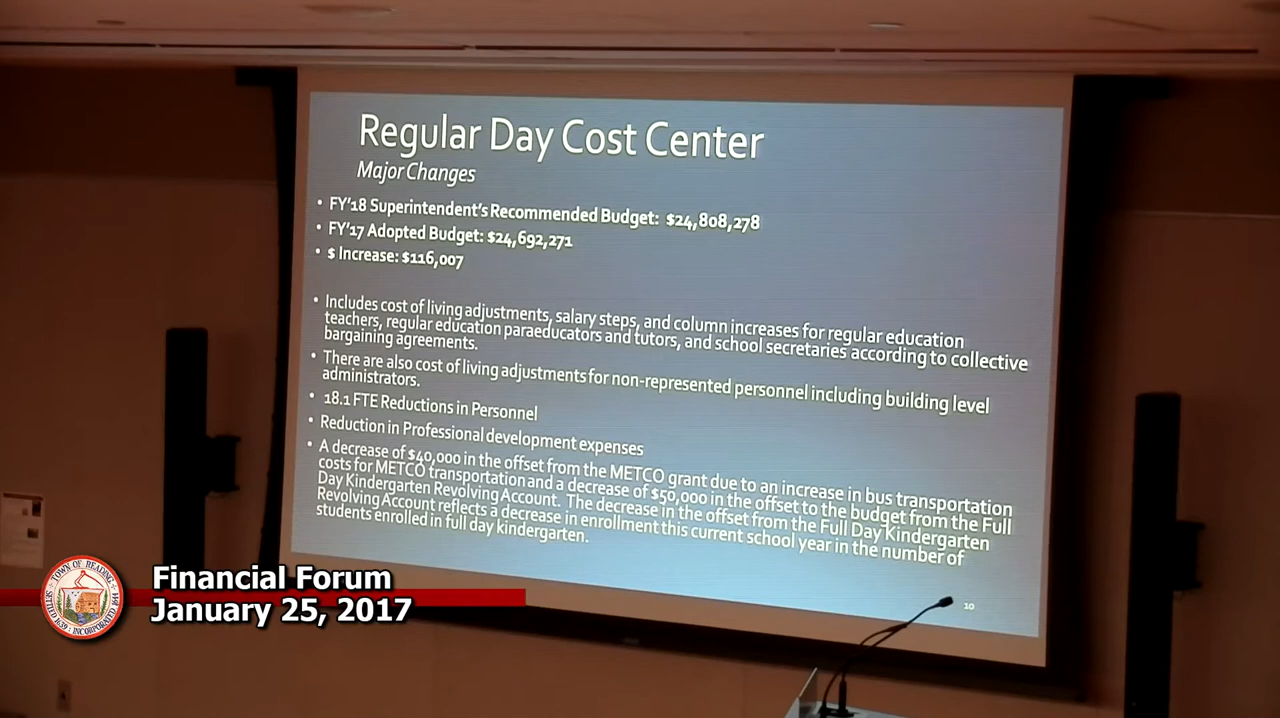 Regular Day Cost Center
Major Changes
• FY'18 Superintendent's Recommended Budget: $24,808,278
• FY'17 Adopted Budget: $24,692,271
• $ Increase: $116,007
• Includes cost of living adjustments, salary steps, and column increases for regular education
teachers, regular education paraeducators and tutors, and school secretaries according to collective
bargaining agreements.
• There are also cost of living adjustments for non-represented personnel including building level
administrators.
• 18.1 FTE Reductions in Personnel
• Reduction in Professional development expenses
• A decrease of $40,000 in the offset from the METCO grant due to an increase in bus transportation
costs for METCO transportation and a decrease of $50,000 in the offset to the budget from the Full
Day Kindergarten Revolving Account. The decrease in the offset from the Full Day Kindergarten
Revolving Account reflects a decrease in enrollment this current school year in the number of
students enrolled in full day kindergarten.
10
TOWN OF READING
SETTLED 1639 · INCORPORATED 1644
Financial Forum
January 25, 2017